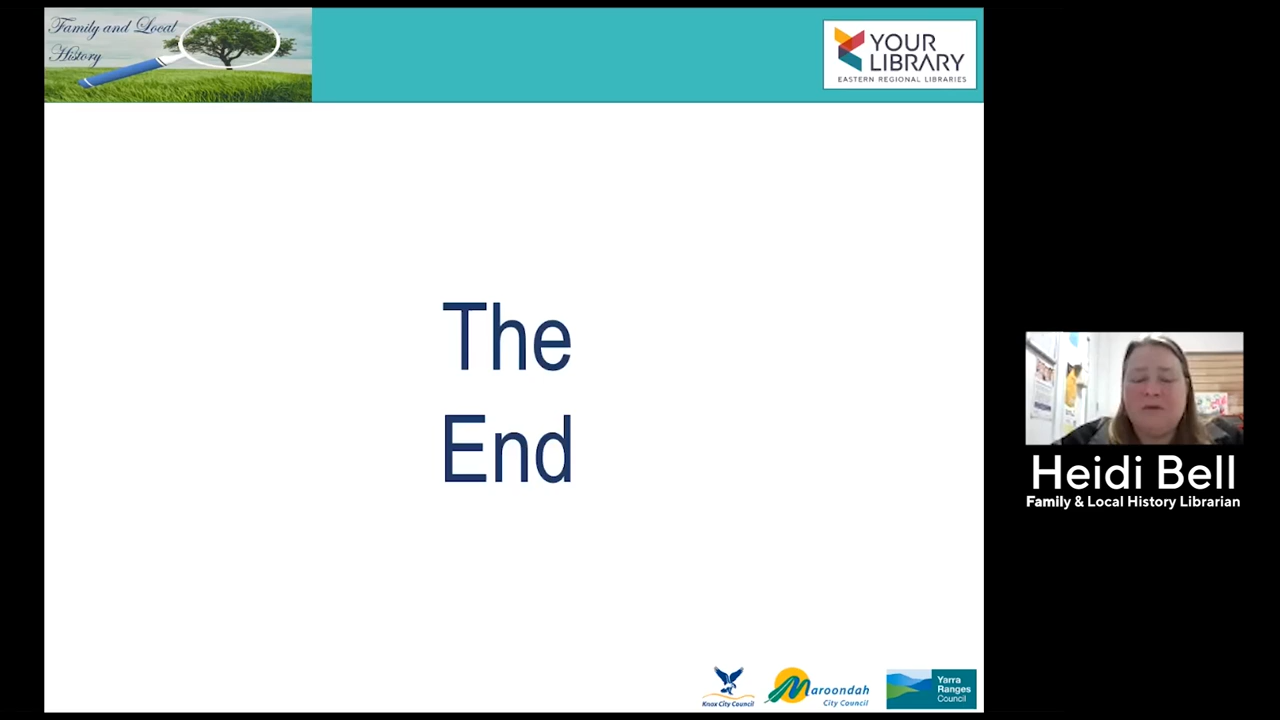 Family and Local
History
YOUR
LIBRARY
EASTERN REGIONAL LIBRARIES
The
End
Heidi Bell
Family & Local History Librarian
Knox City Council
Maroondah
City Council
Yarra
Ranges
Council